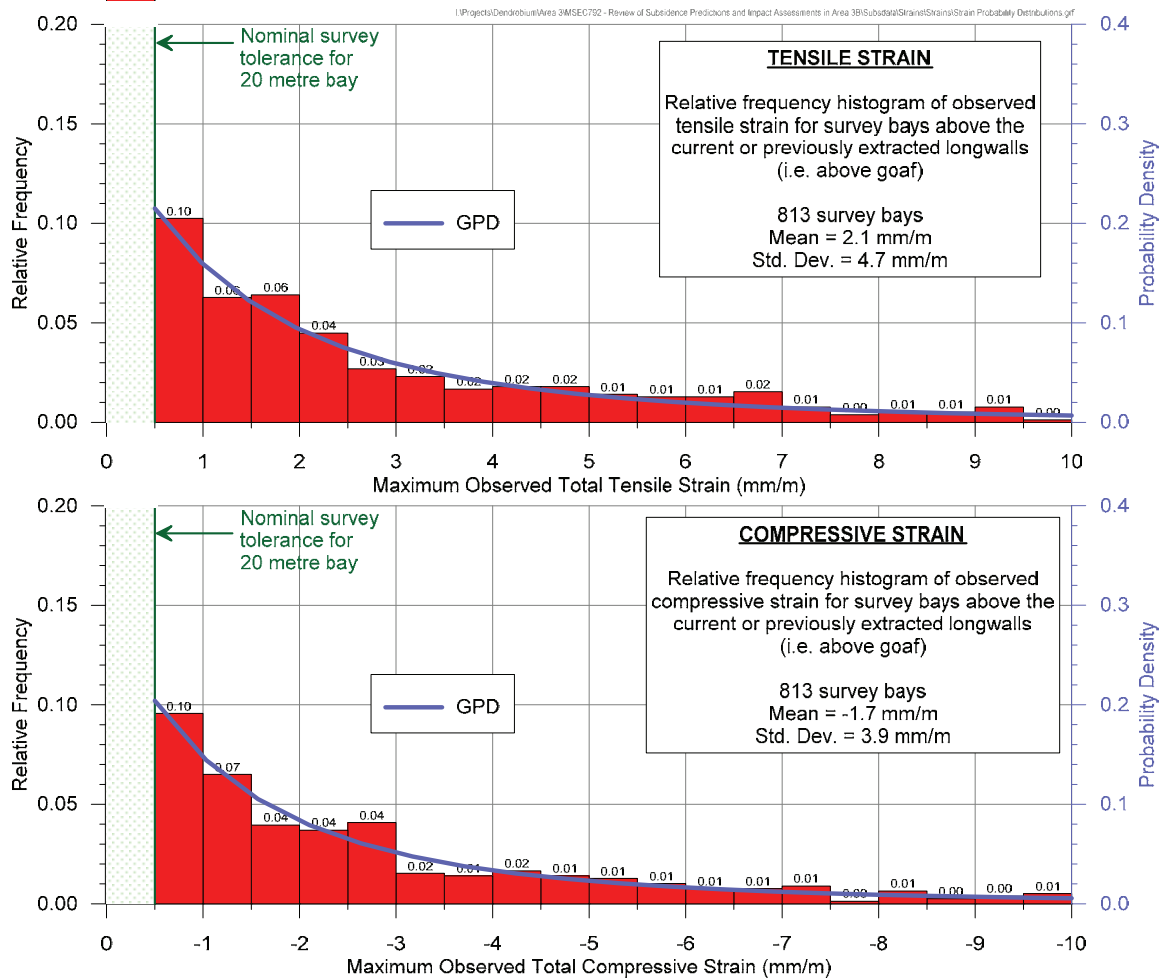 I:\Projects\Dendrobium\Area 3\MSEC792 - Review of Subsidence Predictions and Impact Assessments in Area 3B\Subsdata\Strains\Strains\Strain Probability Distributions.grf
Nominal survey
tolerance for
20 metre bay
TENSILE STRAIN
Relative frequency histogram of observed
tensile strain for survey bays above the
current or previously extracted longwalls
(i.e. above goaf)
813 survey bays
Mean = 2.1 mm/m
Std. Dev. = 4.7 mm/m
GPD
Relative Frequency
0.20
0.15
0.10
0.05
0.00
Probability Density
0.4
0.3
0.2
0.1
0.0
0.10 0.06 0.06 0.04 0.03 0.02 0.02 0.02 0.02 0.01 0.01 0.01 0.02 0.01 0.00 0.01 0.01 0.01 0.00
0 1 2 3 4 5 6 7 8 9 10
Maximum Observed Total Tensile Strain (mm/m)
Nominal survey
tolerance for
20 metre bay
COMPRESSIVE STRAIN
Relative frequency histogram of observed
compressive strain for survey bays above the
current or previously extracted longwalls
(i.e. above goaf)
813 survey bays
Mean = -1.7 mm/m
Std. Dev. = 3.9 mm/m
GPD
Relative Frequency
0.20
0.15
0.10
0.05
0.00
Probability Density
0.4
0.3
0.2
0.1
0.0
0.10 0.07 0.04 0.04 0.04 0.02 0.01 0.02 0.01 0.01 0.01 0.01 0.01 0.01 0.00 0.01 0.00 0.00 0.01
0 -1 -2 -3 -4 -5 -6 -7 -8 -9 -10
Maximum Observed Total Compressive Strain (mm/m)